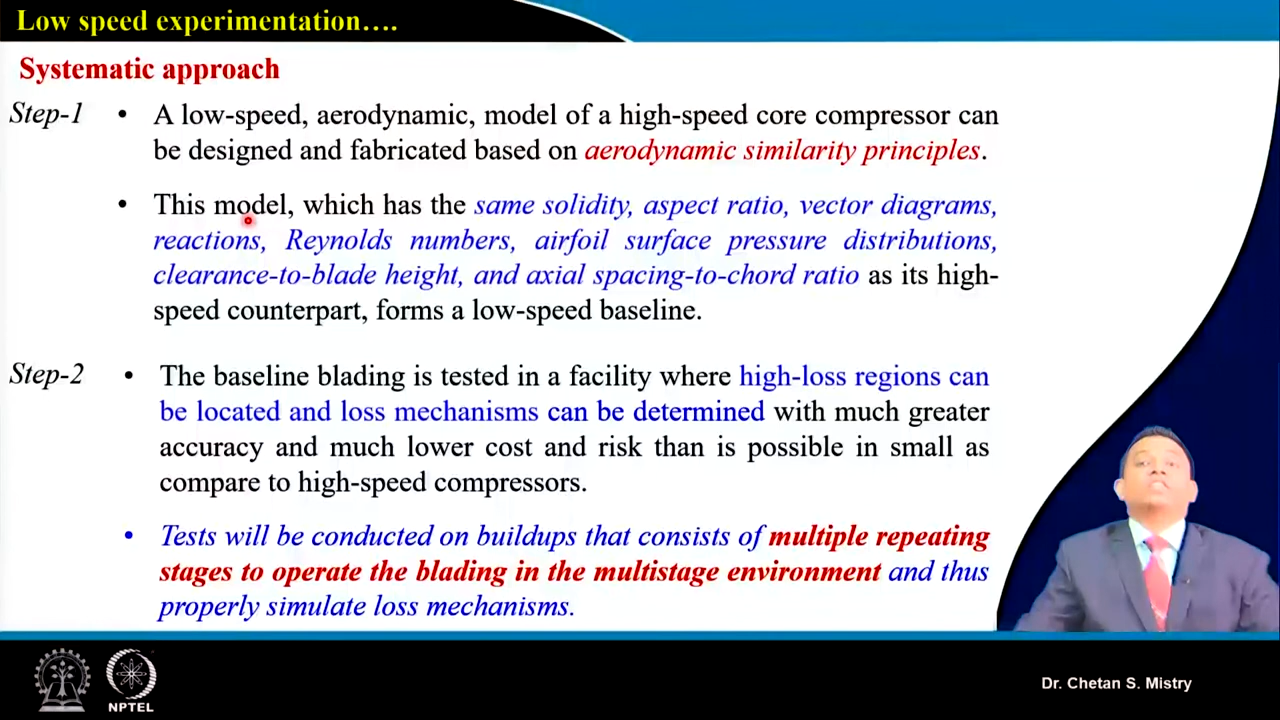 Low speed experimentation....
Systematic approach
Step-1 • A low-speed, aerodynamic, model of a high-speed core compressor can
be designed and fabricated based on aerodynamic similarity principles.
• This model, which has the same solidity, aspect ratio, vector diagrams,
reactions, Reynolds numbers, airfoil surface pressure distributions,
clearance-to-blade height, and axial spacing-to-chord ratio as its high-
speed counterpart, forms a low-speed baseline.
Step-2 • The baseline blading is tested in a facility where high-loss regions can
be located and loss mechanisms can be determined with much greater
accuracy and much lower cost and risk than is possible in small as
compare to high-speed compressors.
• Tests will be conducted on buildups that consists of multiple repeating
stages to operate the blading in the multistage environment and thus
properly simulate loss mechanisms.
NPTEL
Dr. Chetan S. Mistry